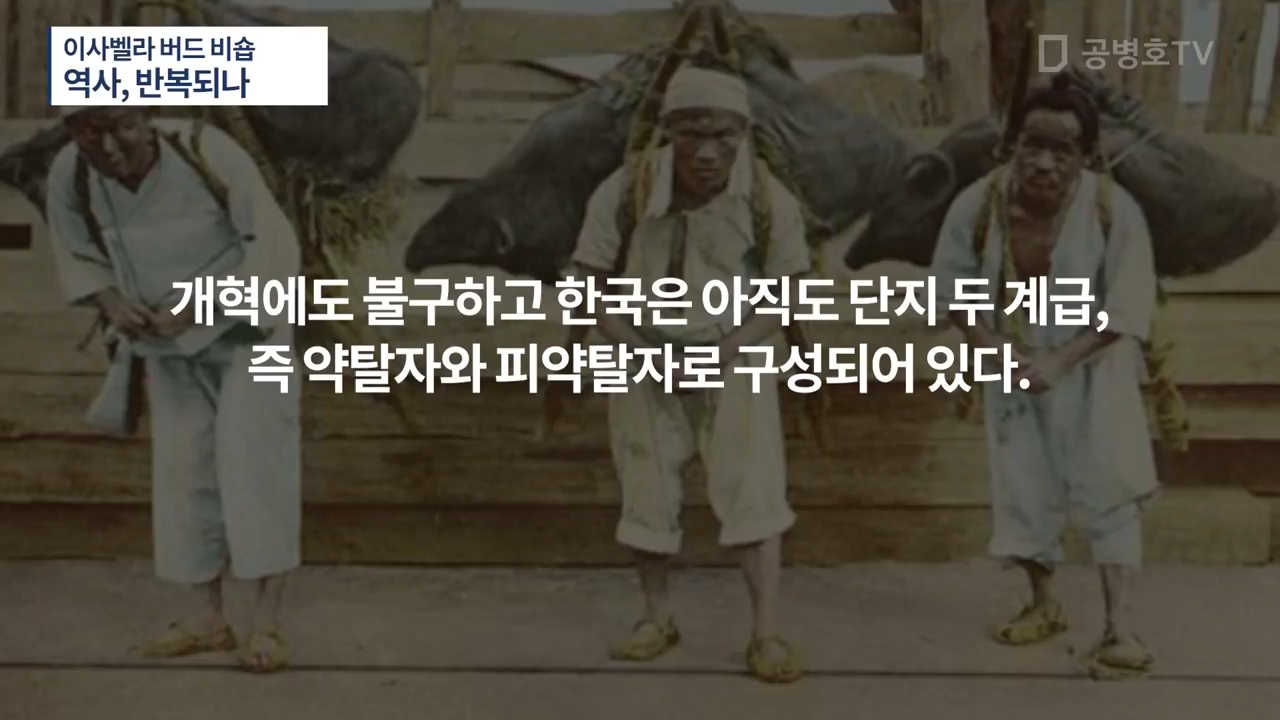 이사벨라 버드 비숍
역사, 반복되나
공병호TV
개혁에도 불구하고 한국은 아직도 단지 두 계급,
즉 약탈자와 피약탈자로 구성되어 있다.